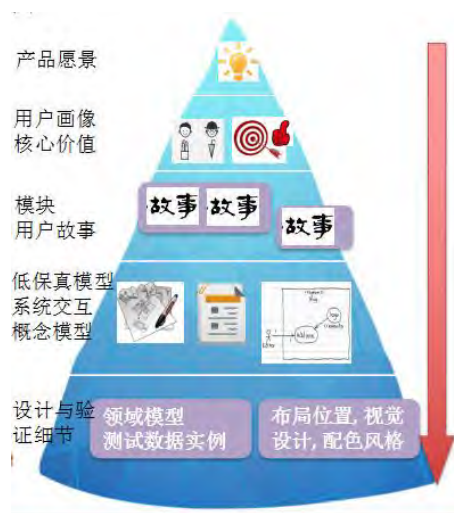 产品愿景
用户画像
核心价值
模块
用户故事
故事 故事
故事
低保真模型
系统交互
概念模型
设计与验
证细节
领域模型
测试数据实例
布局位置, 视觉
设计, 配色风格